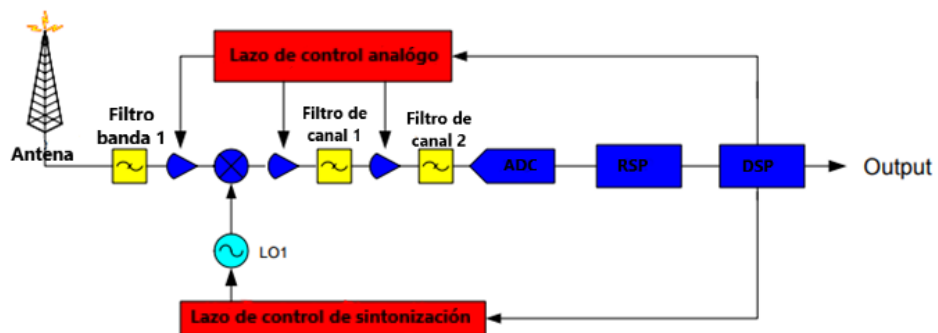 Lazo de control analógo
Filtro
banda 1
Filtro de
canal 1
Filtro de
canal 2
Antena
ADC
RSP
DSP
Output
LO1
Lazo de control de sintonización